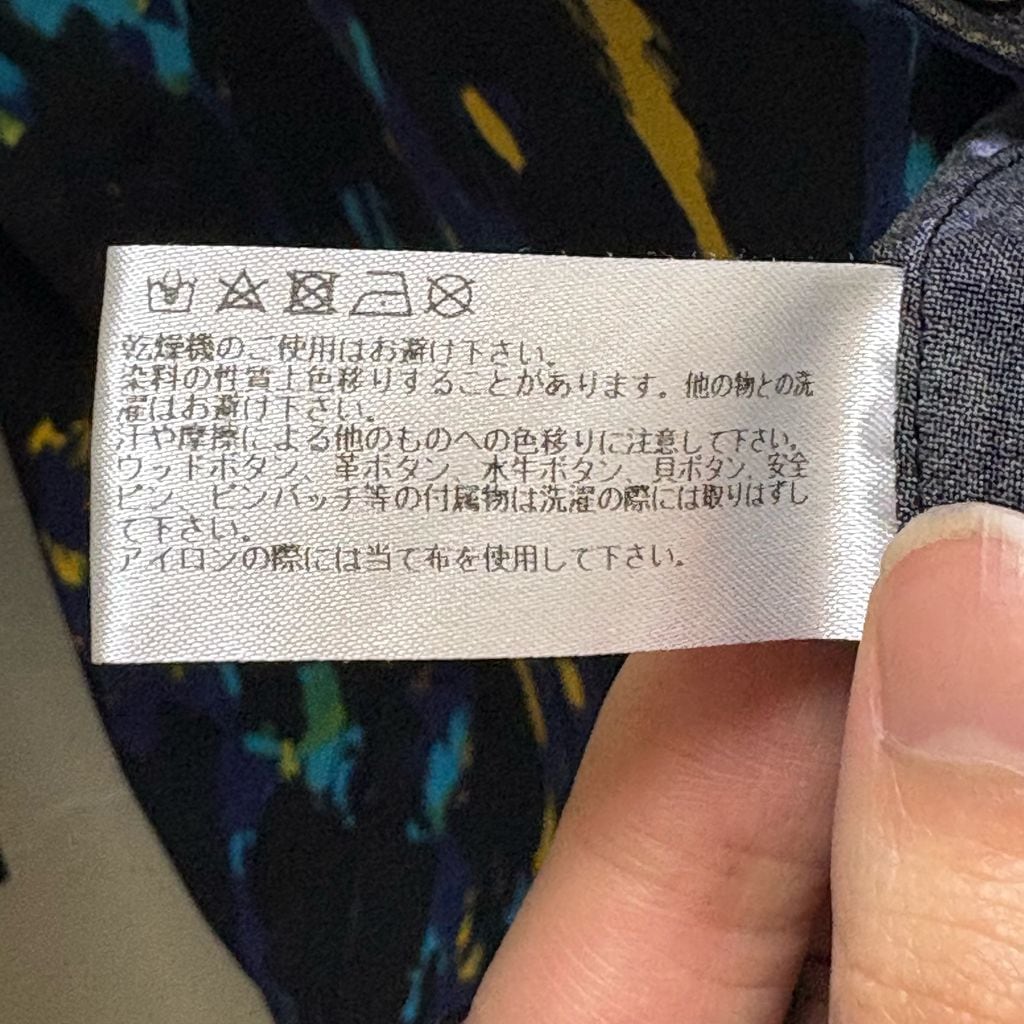 乾燥機のご使用はお避け下さい。
染料の性質上色移りすることがあります。他の物との洗
濯はお避け下さい。
汗や摩擦による他のものへの色移りに注意して下さい。
ウッドボタン、革ボタン、水牛ボタン、貝ボタン、安全
ピン、ピンバッチ等の付属物は洗濯の際には取りはずし
て下さい。
アイロンの際には当て布を使用して下さい。